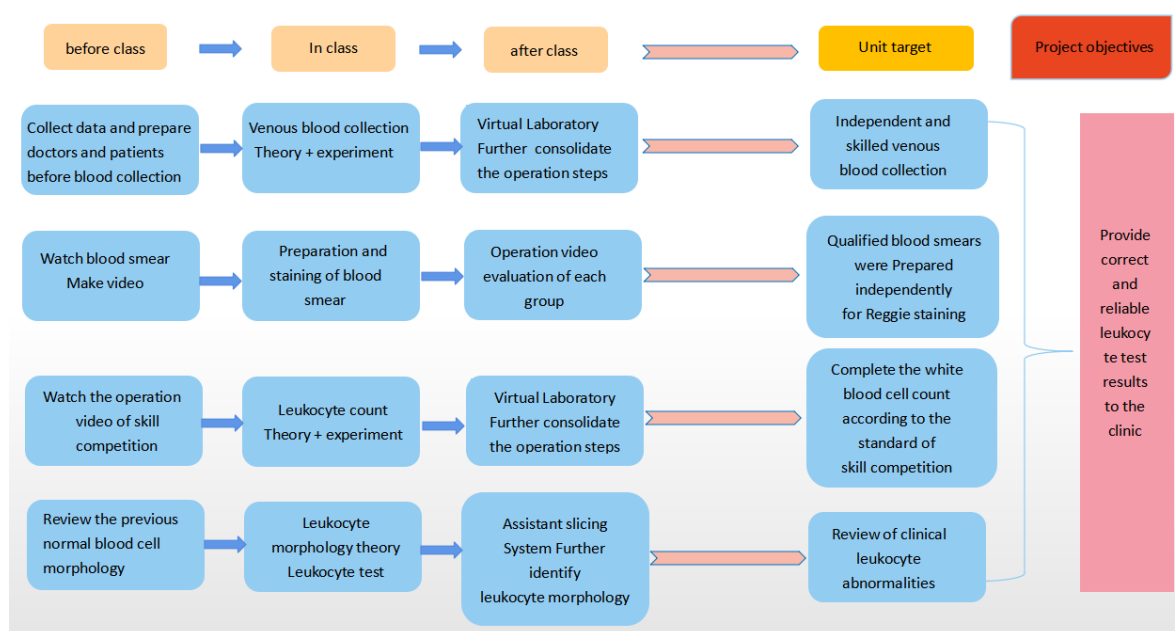 before class
In class
after class
Unit target
Project objectives
Collect data and prepare
doctors and patients
before blood collection
Venous blood collection
Theory + experiment
Virtual Laboratory
Further consolidate
the operation steps
Independent and
skilled venous
blood collection
Watch blood smear
Make video
Preparation and
staining of blood
smear
Operation video
evaluation of each
group
Qualified blood smears
were Prepared
independently
for Reggie staining
Watch the operation
video of skill
competition
Leukocyte count
Theory + experiment
Virtual Laboratory
Further consolidate
the operation steps
Complete the white
blood cell count
according to the
standard of
skill competition
Review the previous
normal blood cell
morphology
Leukocyte
morphology theory
Leukocyte test
Assistant slicing
System Further
identify
leukocyte morphology
Review of clinical
leukocyte
abnormalities
Provide
correct
and
reliable
leukocy
te test
results
to the
clinic